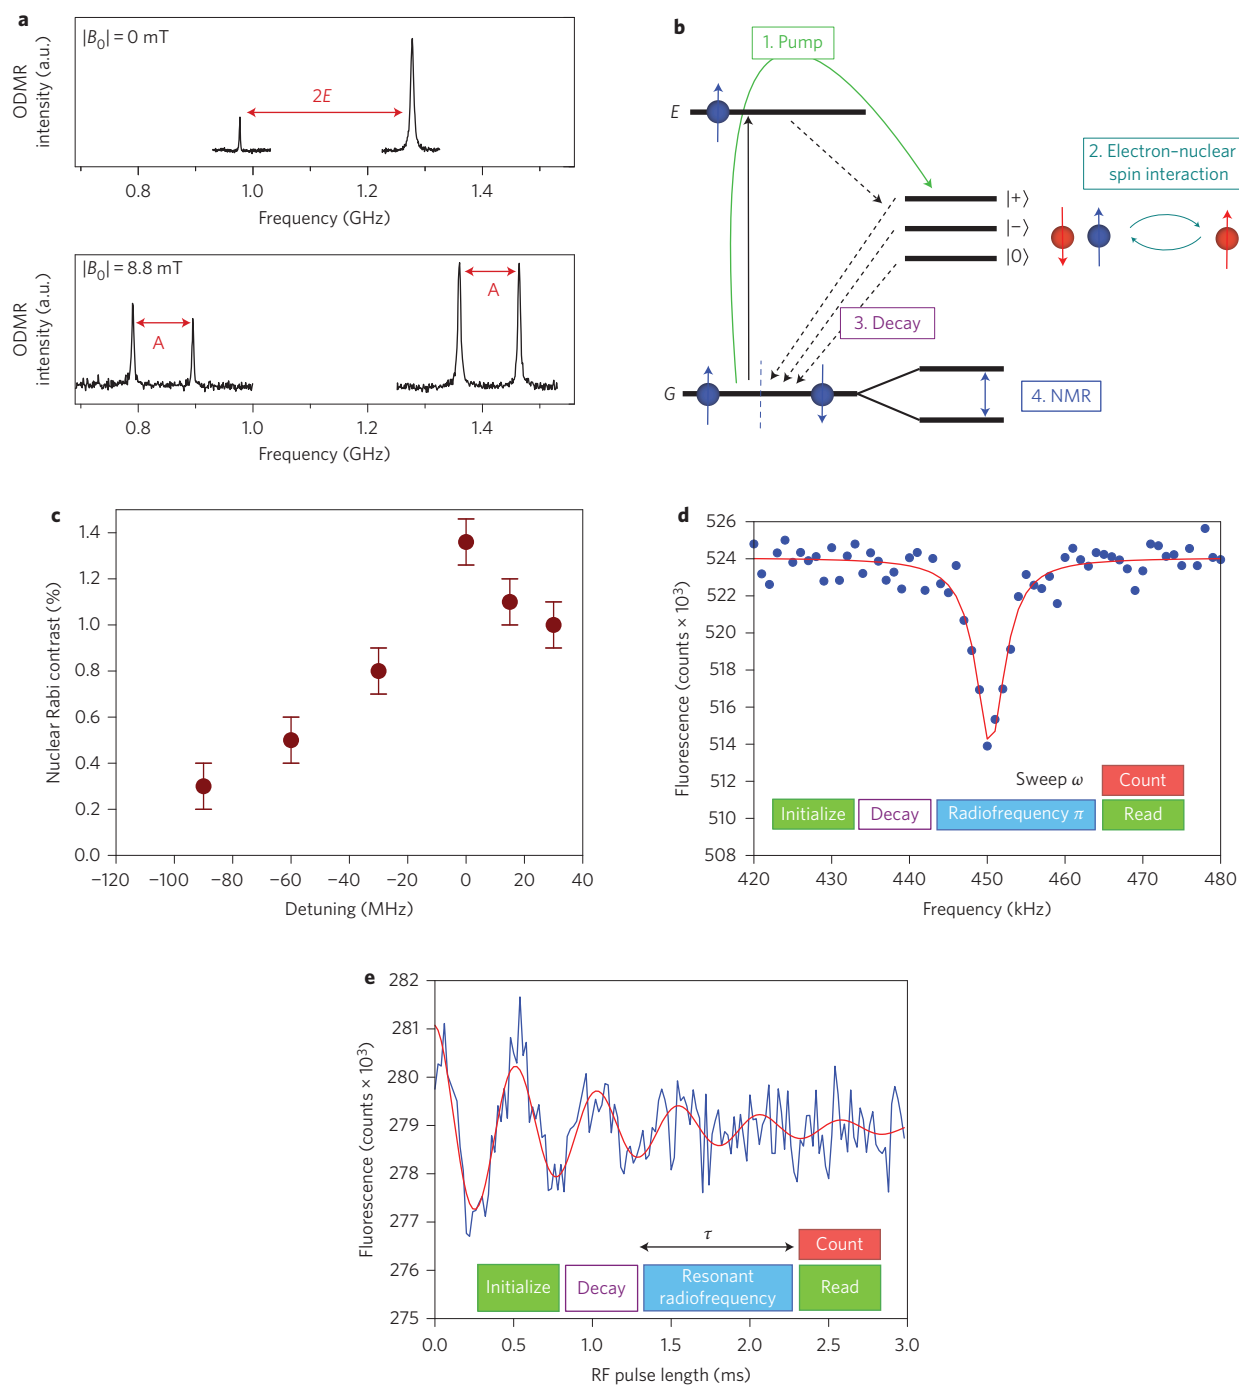 a
|B0| = 0 mT
ODMR
intensity (a.u.)
2E
0.8 1.0 1.2 1.4
Frequency (GHz)
|B0| = 8.8 mT
ODMR
intensity (a.u.)
A
A
0.8 1.0 1.2 1.4
Frequency (GHz)
b
1. Pump
E
2. Electron–nuclear
spin interaction
|+⟩
|−⟩
|0⟩
3. Decay
G
4. NMR
c
Nuclear Rabi contrast (%)
1.4
1.2
1.0
0.8
0.6
0.4
0.2
0.0
−120 −100 −80 −60 −40 −20 0 20 40
Detuning (MHz)
d
Fluorescence (counts × 10³)
526
524
522
520
518
516
514
512
510
508
Sweep ω
Count
Initialize
Decay
Radiofrequency π
Read
420 430 440 450 460 470 480
Frequency (kHz)
e
Fluorescence (counts × 10³)
282
281
280
279
278
277
276
275
τ
Count
Initialize
Decay
Resonant
radiofrequency
Read
0.0 0.5 1.0 1.5 2.0 2.5 3.0
RF pulse length (ms)